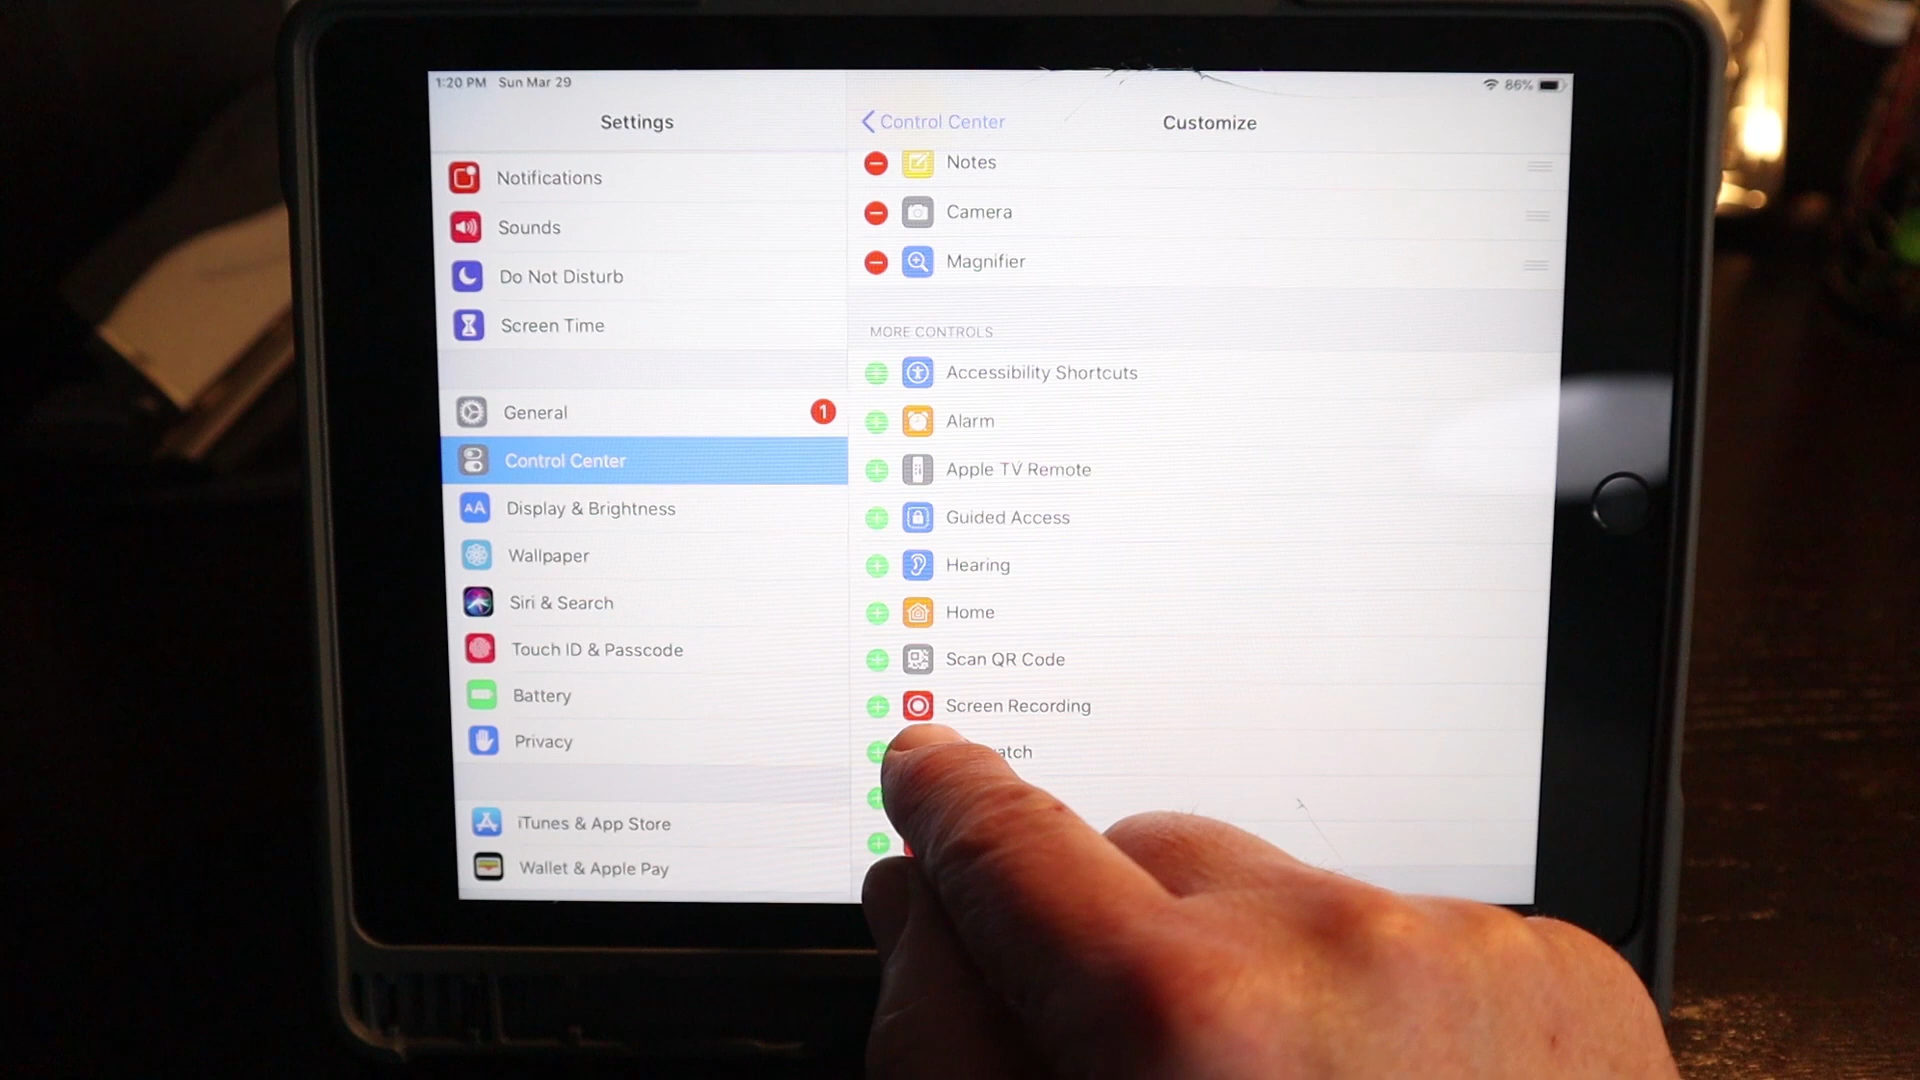 1:20 PM Sun Mar 29
86%
Settings
Notifications
Sounds
Do Not Disturb
Screen Time
General
1
Control Center
AA Display & Brightness
Wallpaper
Siri & Search
Touch ID & Passcode
Battery
Privacy
iTunes & App Store
Wallet & Apple Pay
Control Center
Customize
Notes
Camera
Magnifier
MORE CONTROLS
Accessibility Shortcuts
Alarm
Apple TV Remote
Guided Access
Hearing
Home
Scan QR Code
Screen Recording
atch